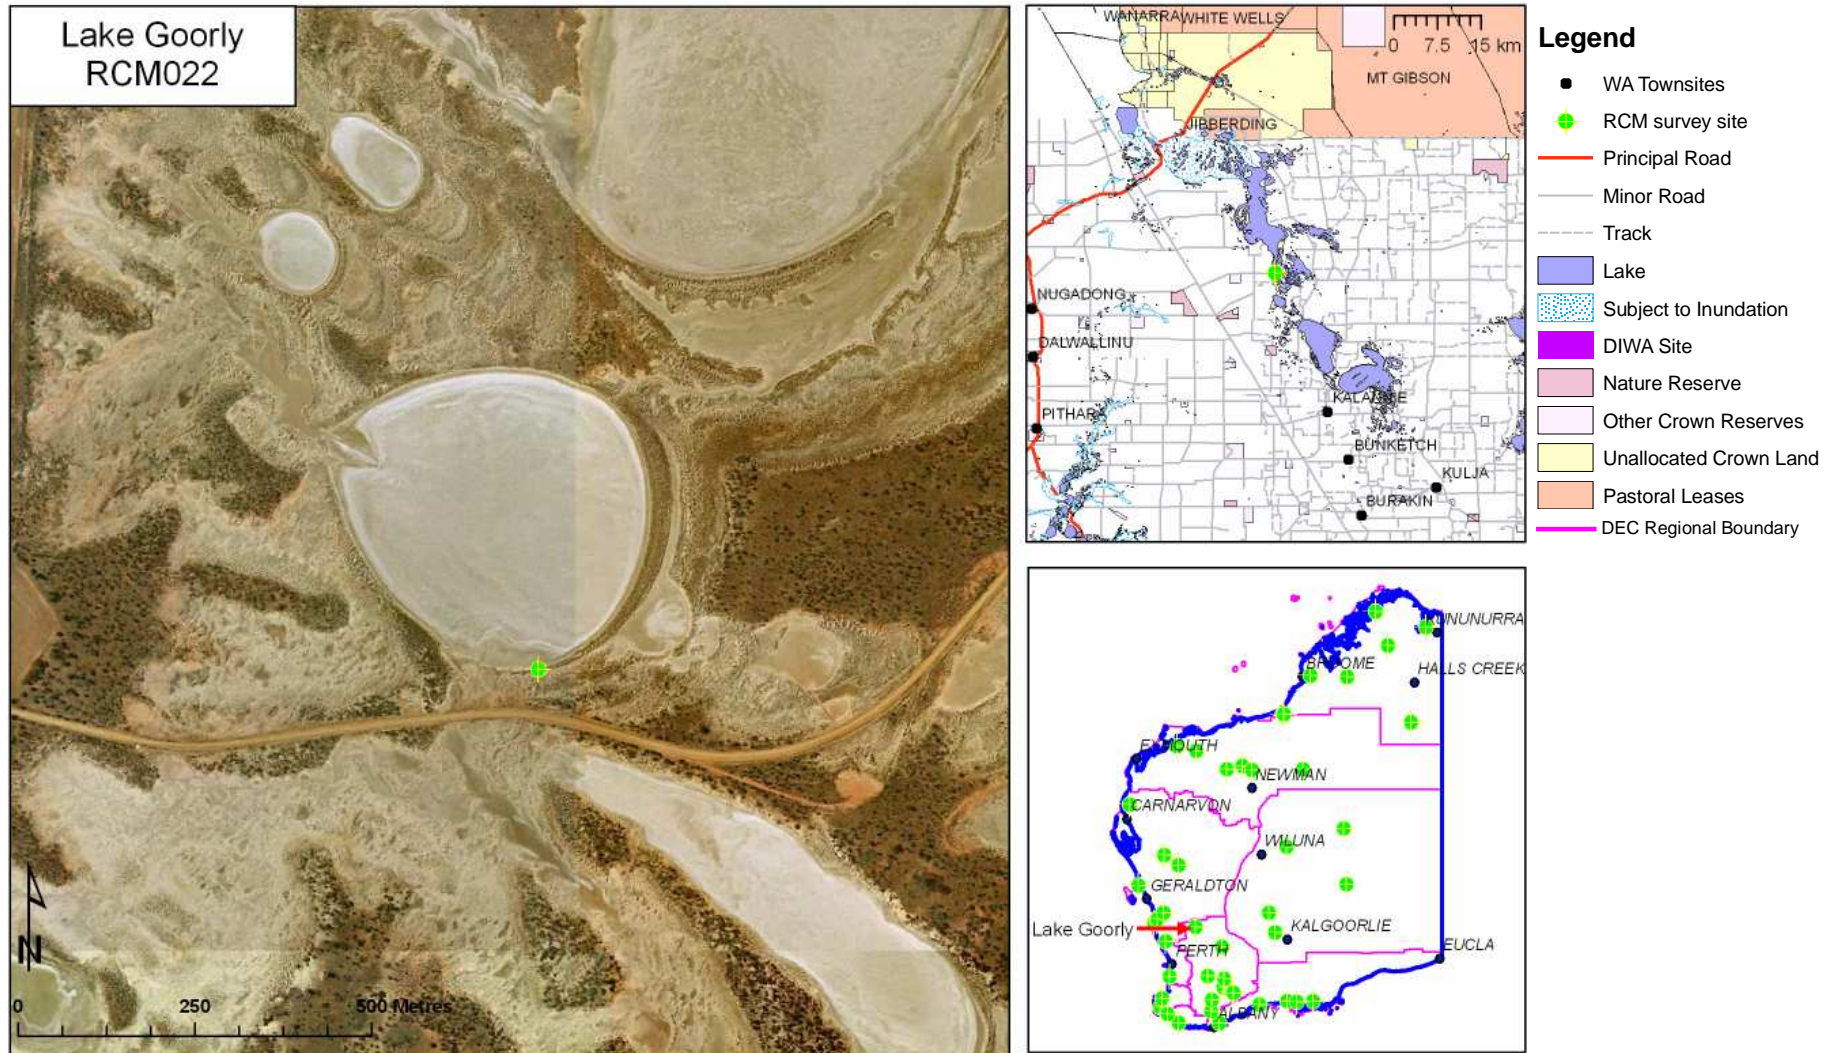 Lake Goorly
RCM022
N
0 250 500 Metres
WANARRA WHITE WELLS
0 7.5 15 km
MT GIBSON
JIBBERDING
NUGADONG
DALWALLINU
KALANNIE
PITHARA
BUNKETCH
KULJA
BURAKIN
Legend
WA Townsites
RCM survey site
Principal Road
Minor Road
Track
Lake
Subject to Inundation
DIWA Site
Nature Reserve
Other Crown Reserves
Unallocated Crown Land
Pastoral Leases
DEC Regional Boundary
KUNUNURRA
BROOME
HALLS CREEK
EXMOUTH
NEWMAN
CARNARVON
WILUNA
GERALDTON
Lake Goorly
KALGOORLIE
PERTH
EUCLA
ALBANY